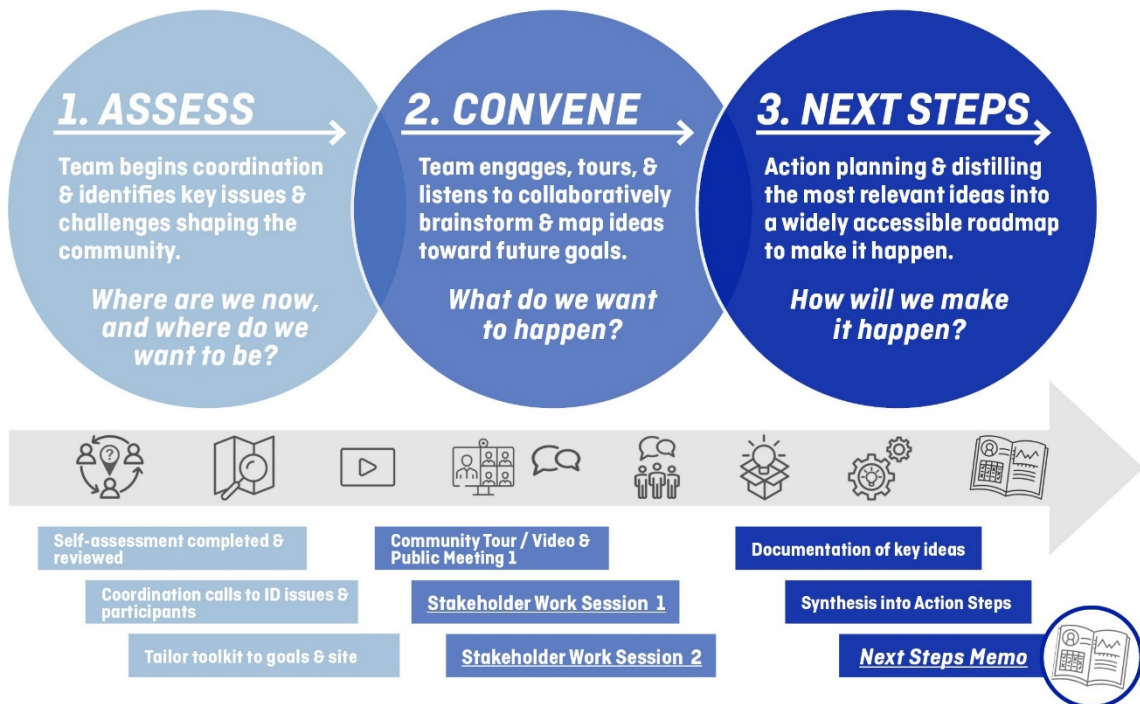 1. ASSESS
Team begins coordination
& identifies key issues &
challenges shaping the
community.
Where are we now,
and where do we
want to be?
2. CONVENE
Team engages, tours, &
listens to collaboratively
brainstorm & map ideas
toward future goals.
What do we want
to happen?
3. NEXT STEPS
Action planning & distilling
the most relevant ideas into
a widely accessible roadmap
to make it happen.
How will we make
it happen?
?
Self-assessment completed &
reviewed
Coordination calls to ID issues &
participants
Tailor toolkit to goals & site
Community Tour / Video &
Public Meeting 1
Stakeholder Work Session 1
Stakeholder Work Session 2
Documentation of key ideas
Synthesis into Action Steps
Next Steps Memo